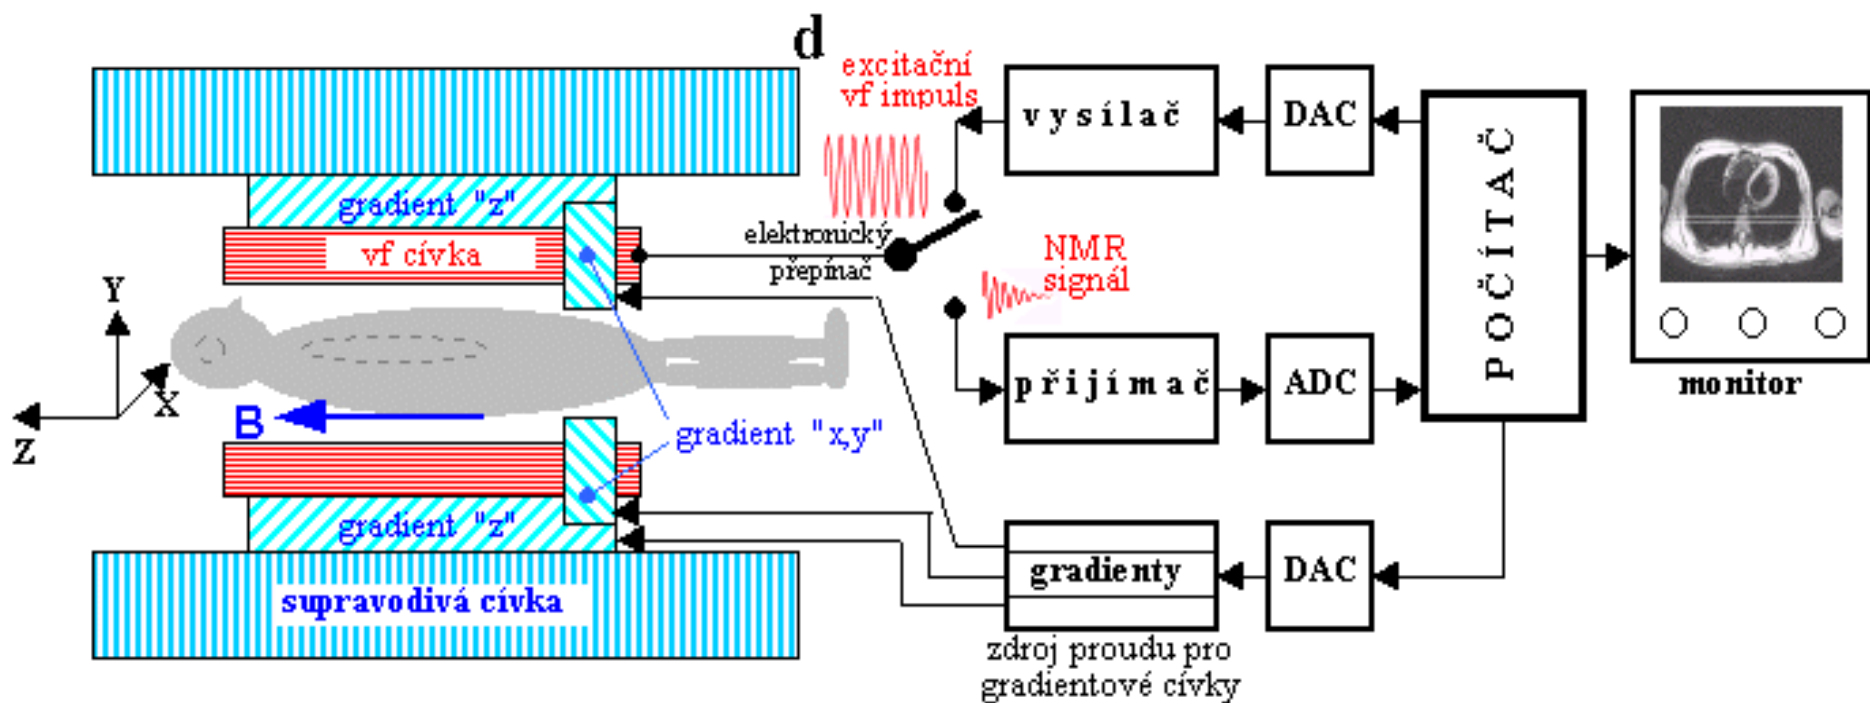 d
excitační
vf impuls
vysílač
DAC
POČÍTAČ
gradient "z"
vf cívka
elektronický
přepínač
NMR
signál
Y
X
Z
B
přijímač
ADC
monitor
gradient "x,y"
gradient "z"
supravodivá cívka
gradienty
DAC
zdroj proudu pro
gradientové cívky